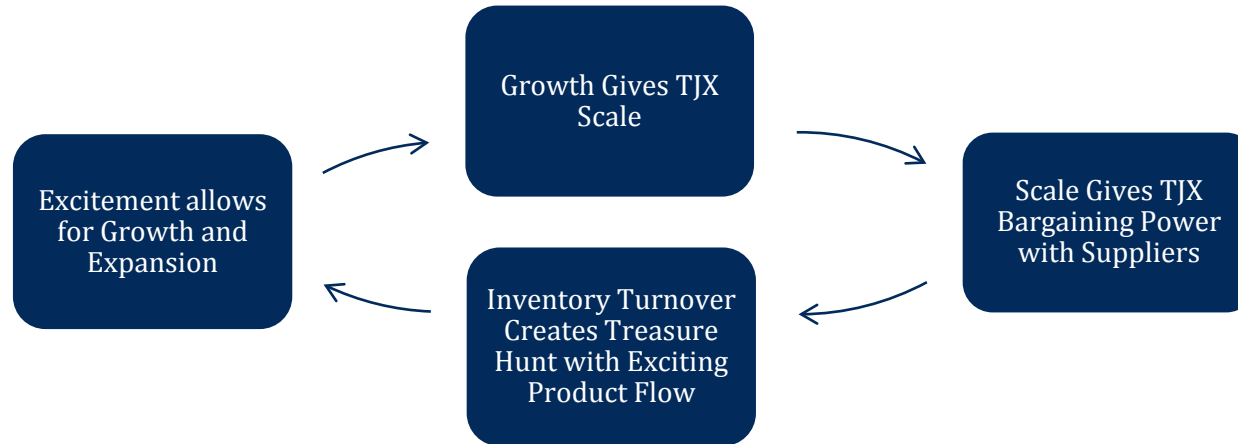 Growth Gives TJX
Scale
Scale Gives TJX
Bargaining Power
with Suppliers
Inventory Turnover
Creates Treasure
Hunt with Exciting
Product Flow
Excitement allows
for Growth and
Expansion